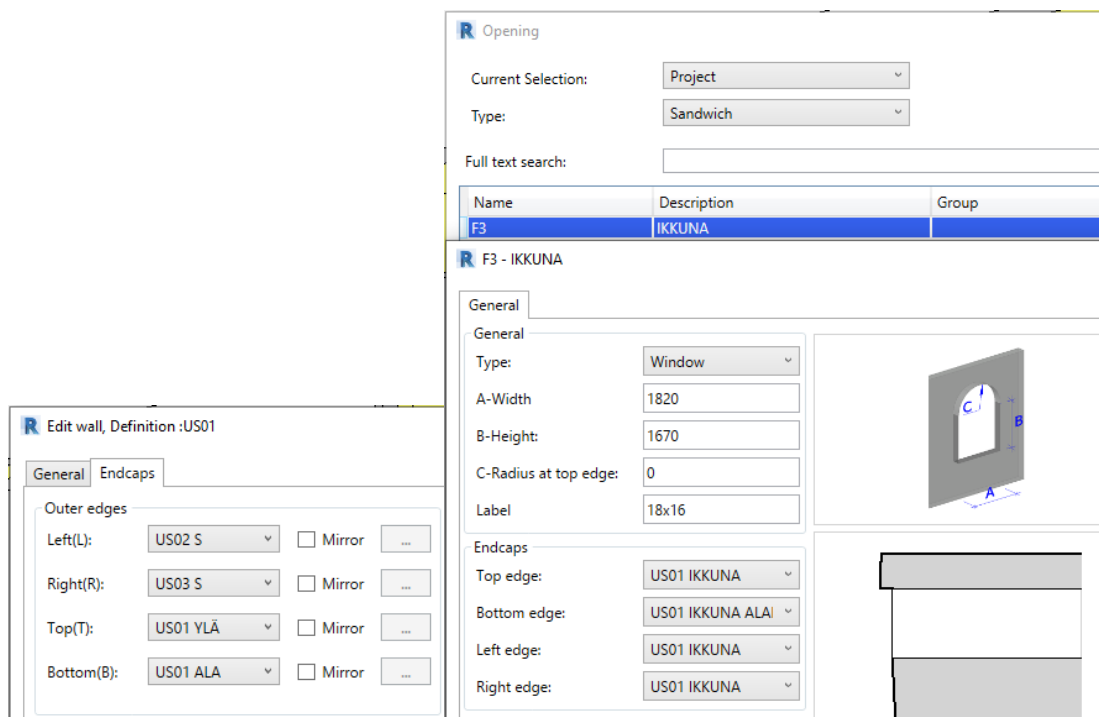 Opening
Current Selection: Project
Type: Sandwich
Full text search:
Name Description Group
F3 IKKUNA
F3 - IKKUNA
General
General
Type: Window
A-Width 1820
B-Height: 1670
C-Radius at top edge: 0
Label 18x16
C
B
A
Endcaps
Top edge: US01 IKKUNA
Bottom edge: US01 IKKUNA ALA
Left edge: US01 IKKUNA
Right edge: US01 IKKUNA
Edit wall, Definition :US01
General Endcaps
Outer edges
Left(L): US02 S Mirror ...
Right(R): US03 S Mirror ...
Top(T): US01 YLÄ Mirror ...
Bottom(B): US01 ALA Mirror ...